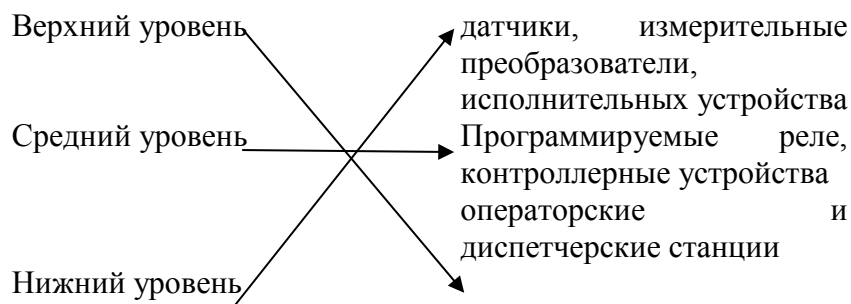 Верхний уровень
датчики, измерительные
преобразователи,
исполнительных устройства
Средний уровень
Программируемые реле,
контроллерные устройства
операторские и
диспетчерские станции
Нижний уровень